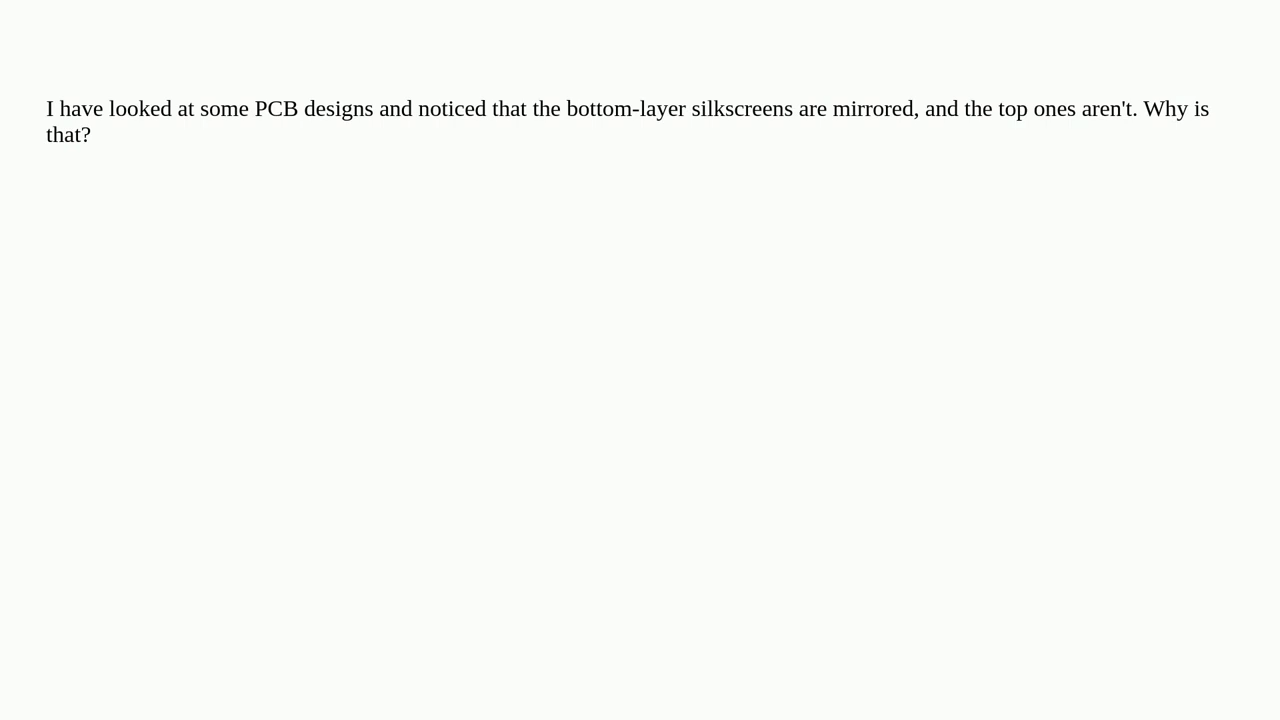 I have looked at some PCB designs and noticed that the bottom-layer silkscreens are mirrored, and the top ones aren't. Why is
that?